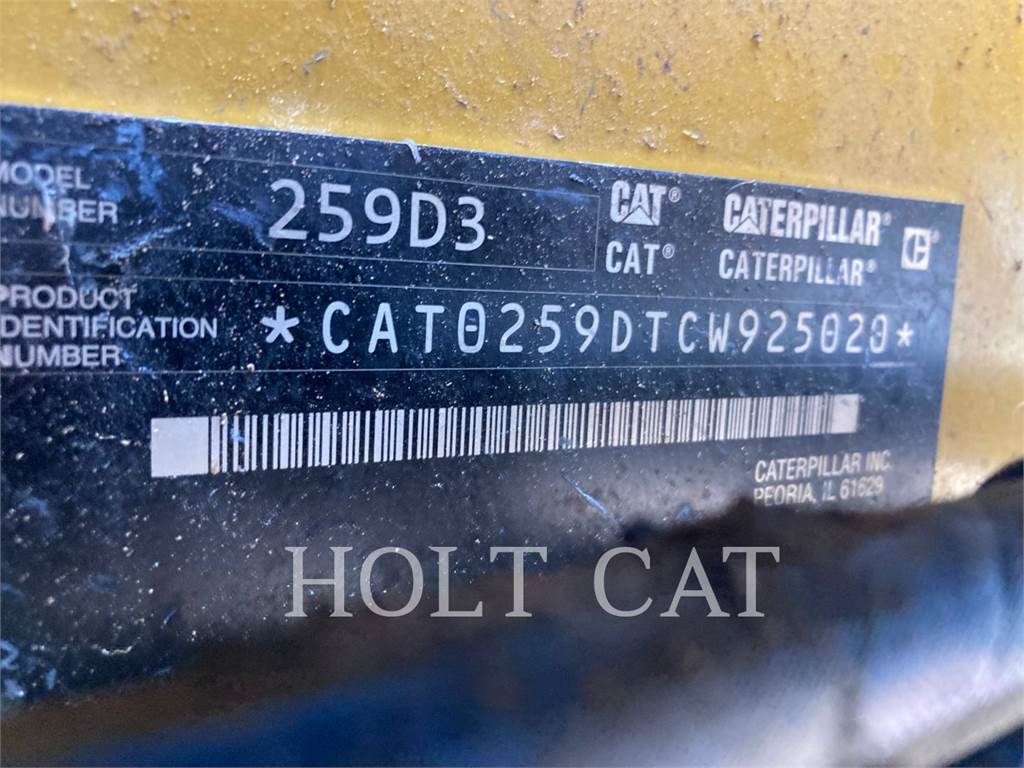 MODEL
NUMBER
259D3
CAT®
CAT®
CATERPILLAR®
CATERPILLAR®
PRODUCT
IDENTIFICATION
NUMBER
*CAT0259DTCW925020*
CATERPILLAR INC.
PEORIA, IL 61629
HOLT CAT